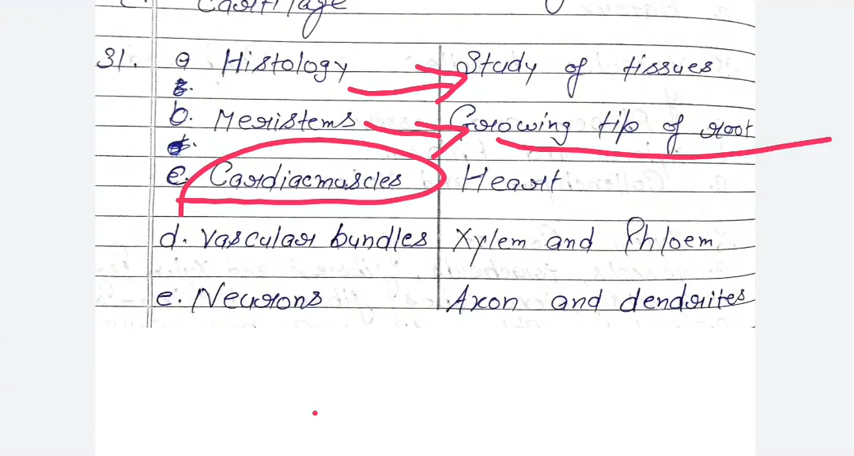 Cartilage
31. a Histology Study of tissues
b. Meristems Growing tip of root
c. Cardiacmuscles Heart
d. Vascular bundles Xylem and Phloem
e. Neurons Axon and dendrites